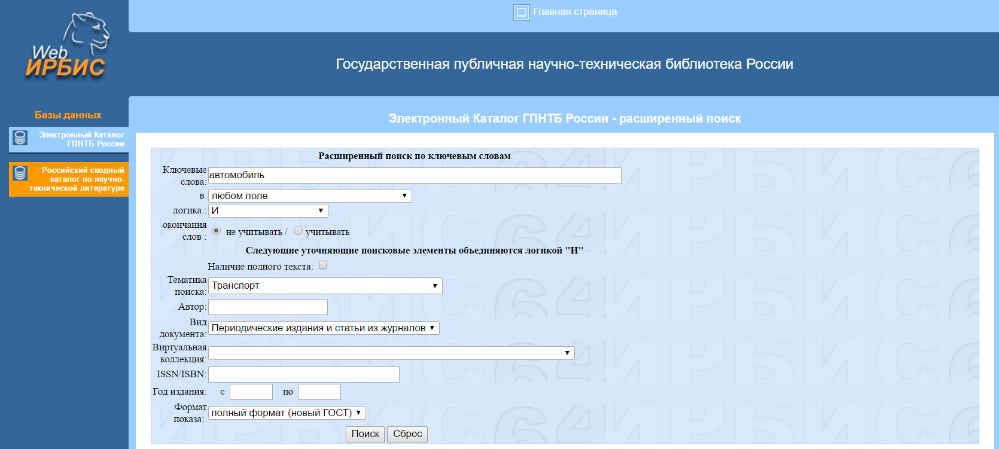 Главная страница
Web
ИРБИС
Государственная публичная научно-техническая библиотека России
Базы данных
Электронный Каталог
ГПНТБ России
Российский сводный
каталог по научно-
технической литературе
Электронный Каталог ГПНТБ России - расширенный поиск
Расширенный поиск по ключевым словам
Ключевые
слова: автомобиль
в любом поле
логика : И
окончания
слов : не учитывать / учитывать
Следующие уточняющие поисковые элементы объединяются логикой "И"
Наличие полного текста:
Тематика
поиска: Транспорт
Автор:
Вид
документа: Периодические издания и статьи из журналов
Виртуальная
коллекция:
ISSN/ISBN:
Год издания: с по
Формат
показа: полный формат (новый ГОСТ)
Поиск Сброс
ИРБИС 64 ИРБИС 6